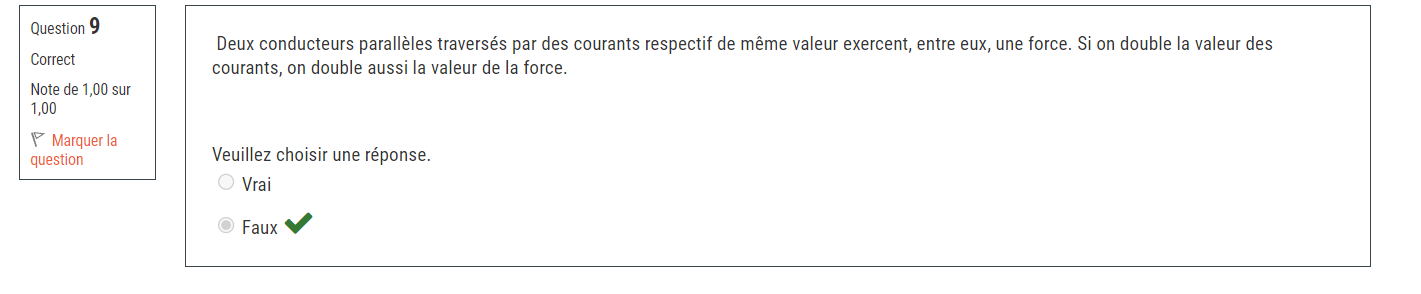 Question 9
Correct
Note de 1,00 sur
1,00
Marquer la
question
Deux conducteurs parallèles traversés par des courants respectif de même valeur exercent, entre eux, une force. Si on double la valeur des
courants, on double aussi la valeur de la force.
Veuillez choisir une réponse.
Vrai
Faux